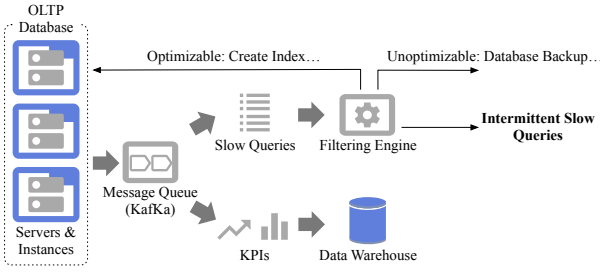 OLTP
Database
Optimizable: Create Index…
Unoptimizable: Database Backup…
Slow Queries
Filtering Engine
Intermittent Slow
Queries
Message Queue
(KafKa)
Servers &
Instances
KPIs
Data Warehouse